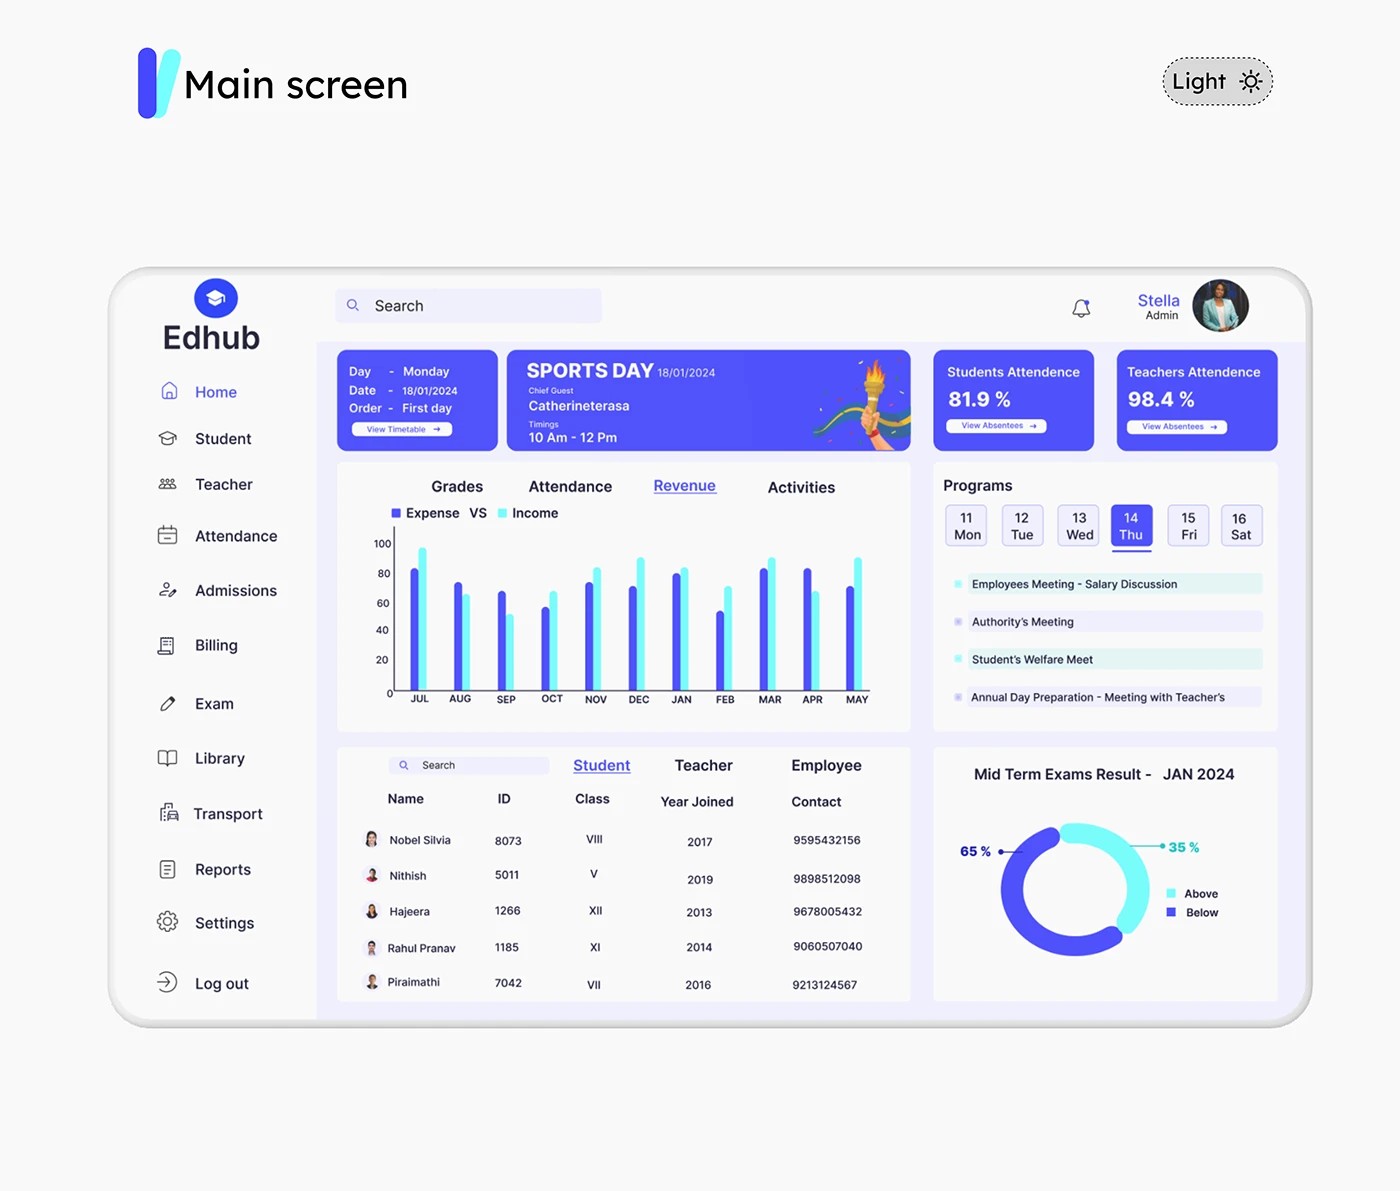 Main screen
Light
Edhub
Search
Stella
Admin
Home
Student
Teacher
Attendance
Admissions
Billing
Exam
Library
Transport
Reports
Settings
Log out
Day - Monday
Date - 18/01/2024
Order - First day
View Timetable
SPORTS DAY 18/01/2024
Chief Guest
Catherineterasa
Timings
10 Am - 12 Pm
Students Attendence
81.9 %
View Absentees
Teachers Attendence
98.4 %
View Absentees
Grades Attendance Revenue Activities
Expense VS Income
100
80
60
40
20
0
JUL AUG SEP OCT NOV DEC JAN FEB MAR APR MAY
Programs
11 12 13 14 15 16
Mon Tue Wed Thu Fri Sat
Employees Meeting - Salary Discussion
Authority's Meeting
Student's Welfare Meet
Annual Day Preparation - Meeting with Teacher's
Search Student Teacher Employee
Name ID Class Year Joined Contact
Nobel Silvia 8073 VIII 2017 9595432156
Nithish 5011 V 2019 9898512098
Hajeera 1266 XII 2013 9678005432
Rahul Pranav 1185 XI 2014 9060507040
Piraimathi 7042 VII 2016 9213124567
Mid Term Exams Result - JAN 2024
65 %
35 %
Above
Below